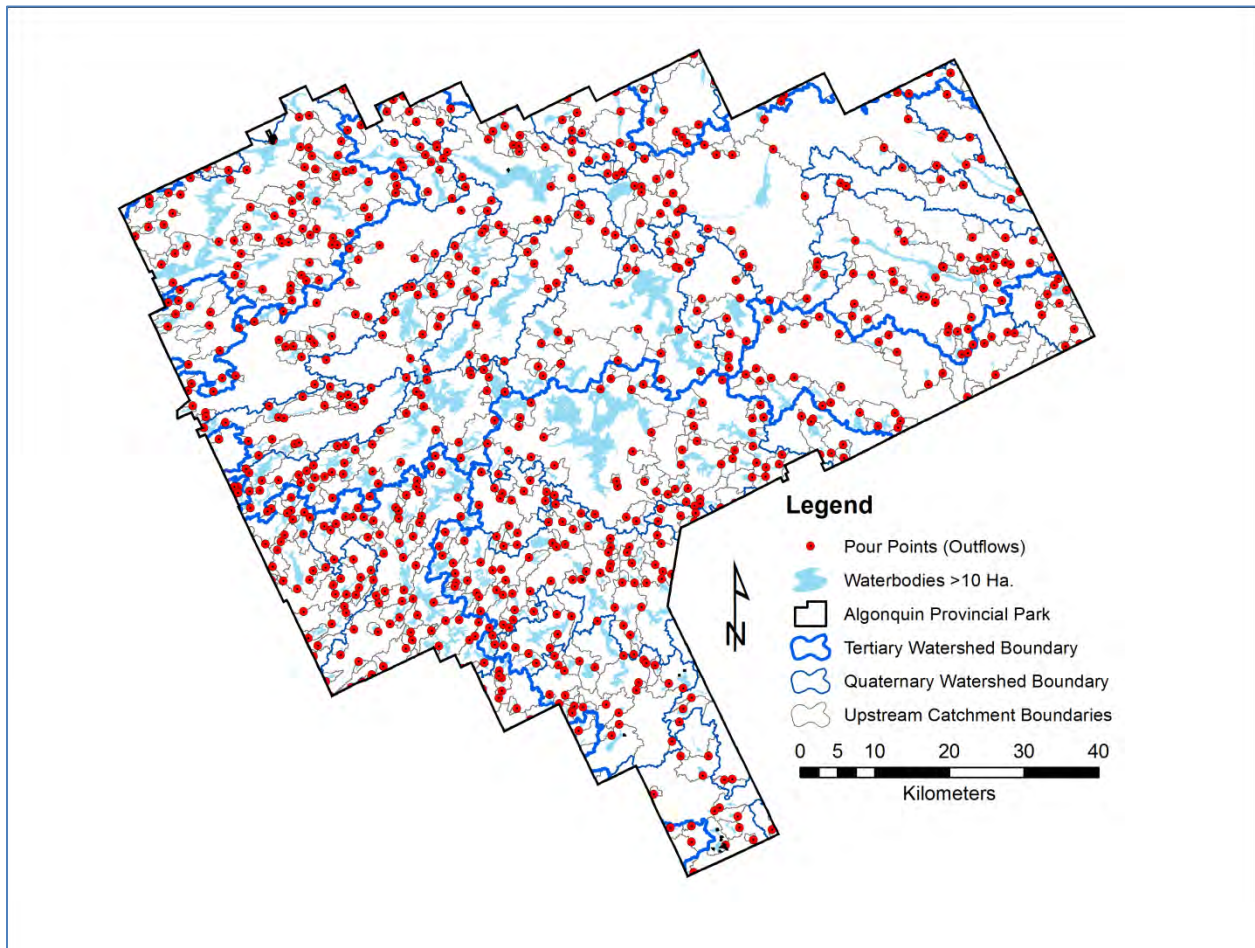 Legend
Pour Points (Outflows)
Waterbodies >10 Ha.
Algonquin Provincial Park
Tertiary Watershed Boundary
Quaternary Watershed Boundary
Upstream Catchment Boundaries
N
0 5 10 20 30 40
Kilometers